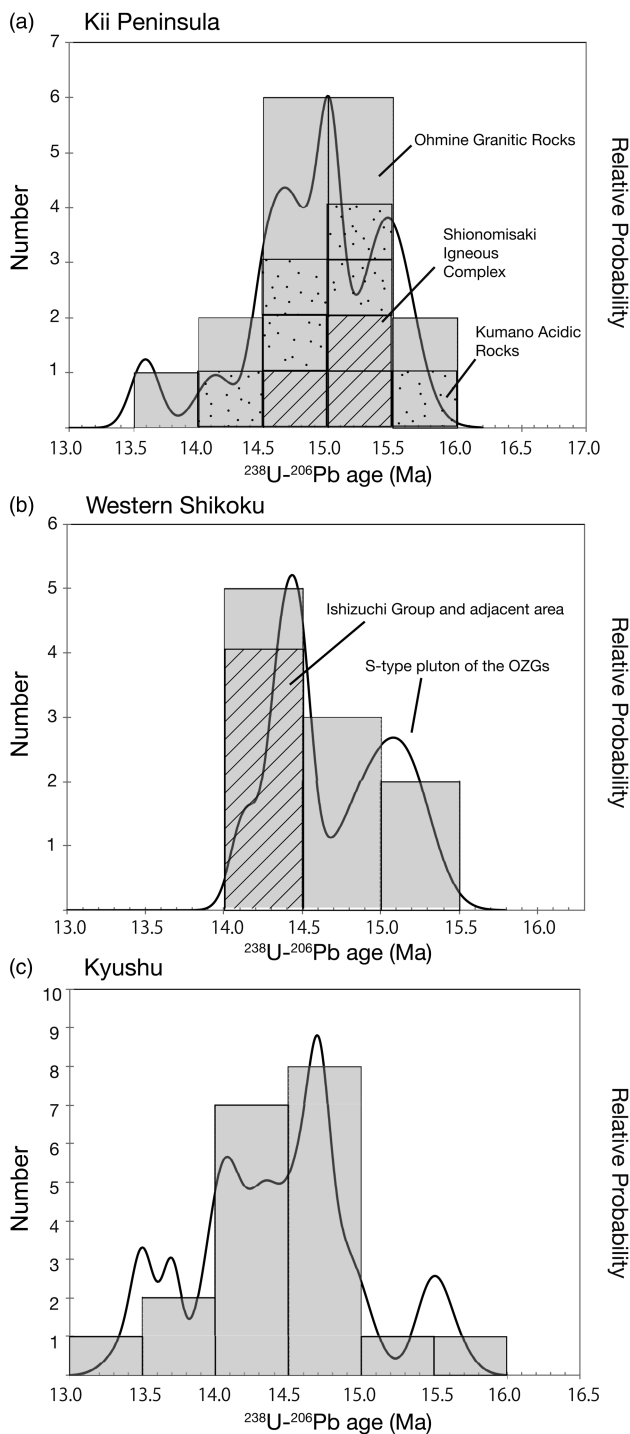 (a) Kii Peninsula
7
6
5
4
3
2
1
Number
Relative Probability
Ohmine Granitic Rocks
Shionomisaki
Igneous
Complex
Kumano Acidic
Rocks
13.0 13.5 14.0 14.5 15.0 15.5 16.0 16.5 17.0
²³⁸U-²⁰⁶Pb age (Ma)
(b) Western Shikoku
6
5
4
3
2
1
Number
Relative Probability
Ishizuchi Group and adjacent area
S-type pluton of the OZGs
13.0 13.5 14.0 14.5 15.0 15.5 16.0
²³⁸U-²⁰⁶Pb age (Ma)
(c) Kyushu
10
9
8
7
6
5
4
3
2
1
Number
Relative Probability
13.0 13.5 14.0 14.5 15.0 15.5 16.0 16.5
²³⁸U-²⁰⁶Pb age (Ma)